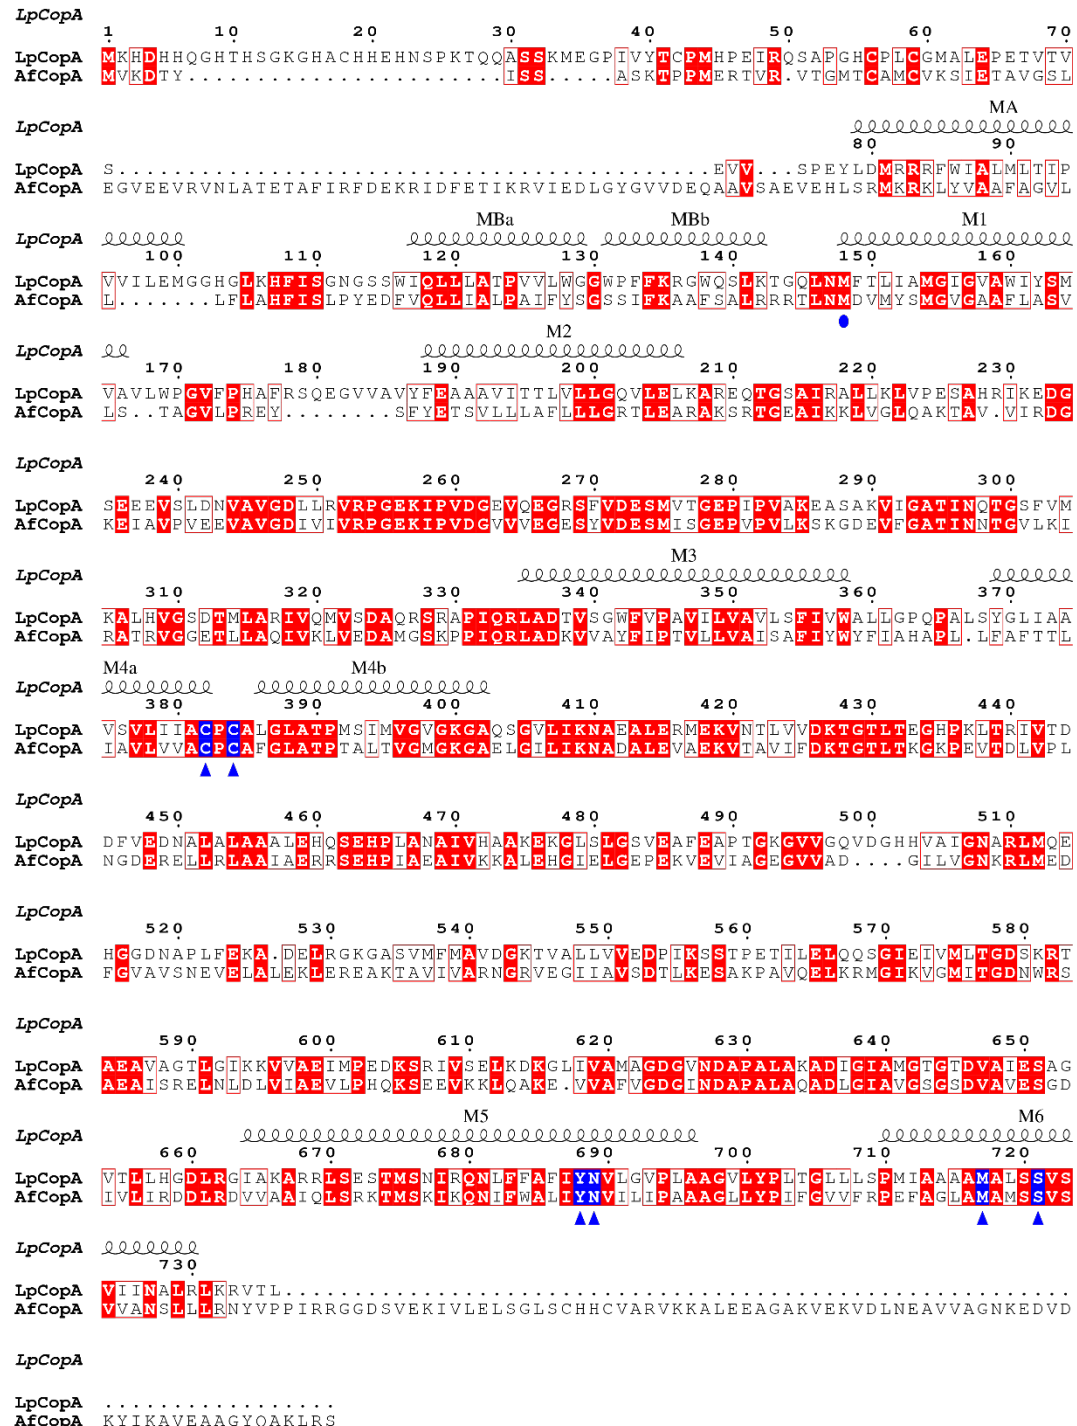 LpCopA
1 10 20 30 40 50 60 70
LpCopA MKHDHHQGHTHSGKGHACHHEHNSPKTQQASSKMEGPIVYTCPMHPEIRQSAPGHCPLCGMALEPETVTV
AfCopA MVKDTY.......................ISS.....ASKTPPMERTVR.VTGMTCAMCVKSIETAVGSL
LpCopA MA
80 90
LpCopA S...........................................EVV...SPEYLDMRRRFWIALMLTIP
AfCopA EGVEEVRVNLATETAFIRFDEKRIDFETIKRVIEDLGYGVVDEQAAVSAEVEHLSRMKRKLYVAAFAGVL
LpCopA MBa MBb M1
100 110 120 130 140 150 160
LpCopA VVILEMGGHGLKHFISGNGSSWIQLLLATPVVLWGGWPFFKRGWQSLKTGQLNMFTLIAMGIGVAWIYSM
AfCopA L.......LFLAHFISLPYEDFVQLLIALPAIFYSGSSIFKAAFSALRRRTLNMDVMYSMGVGAAFLASV
LpCopA M2
170 180 190 200 210 220 230
LpCopA VAVLWPGVFPHAFRSQEGVVAVYFEAAAVITTLVLLGQVLELKAREQTGSAIRALLKLVPESAHRIKEDG
AfCopA LS..TAGVLPREY........SFYETSVLLLAFLLLGRTLEARAKSRTGEAIKKLVGLQAKTAV.VIRDG
LpCopA
240 250 260 270 280 290 300
LpCopA SEEEVSLDNVAVGDLLRVRPGEKIPVDGEVQEGRSFVDESMVTGEPIPVAKEASAKVIGATINQTGSFVM
AfCopA KEIAVPVEEVAVGDIVIVRPGEKIPVDGVVVEGESYVDESMISGEPVPVLKSKGDEVFGATINNTGVLKI
LpCopA M3
310 320 330 340 350 360 370
LpCopA KALHVGSDTMLARIVQMVSDAQRSRAPIQRLADTVSGWFVPAVILVAVLSFIVWALLGPQPALSYGLIAA
AfCopA RATRVGGETLLAQIVKLVEDAMGSKPPIQRLADKVVAYFIPTVLLVAISAFIYWYFIAHAPLLFAFTTL
LpCopA M4a M4b
380 390 400 410 420 430 440
LpCopA VSVLIIACPCALGLATPMSIMVGVGKGAQSGVLIKNAEALERMEKVNTLVVDKTGTLTEGHPKLTRIVTD
AfCopA IAVLVVACPCAFGLATPTALTVGMGKGAELGILIKNADALEVAEKVTAVIFDKTGTLTKGKPEVTDLVPL
LpCopA
450 460 470 480 490 500 510
LpCopA DFVEDNALALAAALEHQSEHPLANAIVHAAKEKGLSLGSVEAFEAPTGKGVVGQVDGHHVAIGNARLMQE
AfCopA NGDERELLRLAAIAERRSEHPIAEAIVKKALEHGIELGEPEKVEVIAGEGVVAD....GILVGNKRLMED
LpCopA
520 530 540 550 560 570 580
LpCopA HGGDNAPLFEKA.DELRGKGASVMFMAVDGKTVALLVVEDPIKSSTPETILELQQSGIEIVMLTGDSKRT
AfCopA FGVAVSNEVELALEKLEREAKTAVIVARNGRVEGIIAVSDTLKESAKPAVQELKRMGIKVGMITGDNWRS
LpCopA
590 600 610 620 630 640 650
LpCopA AEAVAGTLGIKKVVAEIMPEDKSRIVSELKDKGLIVAMAGDGVNDAPALAKADIGIAMGTGTDVAIESAG
AfCopA AEAISRELNLDLVIAEVLPHQKSEEVKKLQAKE.VVAFVGDGINDAPALAQADLGIAVGSGSDVAVESGD
LpCopA M5 M6
660 670 680 690 700 710 720
LpCopA VTLLHGDLRGIAKARRLSESTMSNIRQNLFFAFIYNVLGVPLAAGVLYPLTGLLLSPMIAAAAMALSSVS
AfCopA IVLIRDDLRDVVAAIQLSRKTMSKIKQNIFWALIYNVILIPAAAGLLYPIFGVVFRPEFAGLAMAMSSVS
LpCopA
730
LpCopA VIINALRLKRVTL.........................................................
AfCopA VVANSLLLRNYVPPIRRGGDSVEKIVLELSGLSCHHCVARVKKALEEAGAKVEKVDLNEAVVAGNKEDVD
LpCopA
LpCopA .................
AfCopA KYIKAVEAAGYQAKLRS